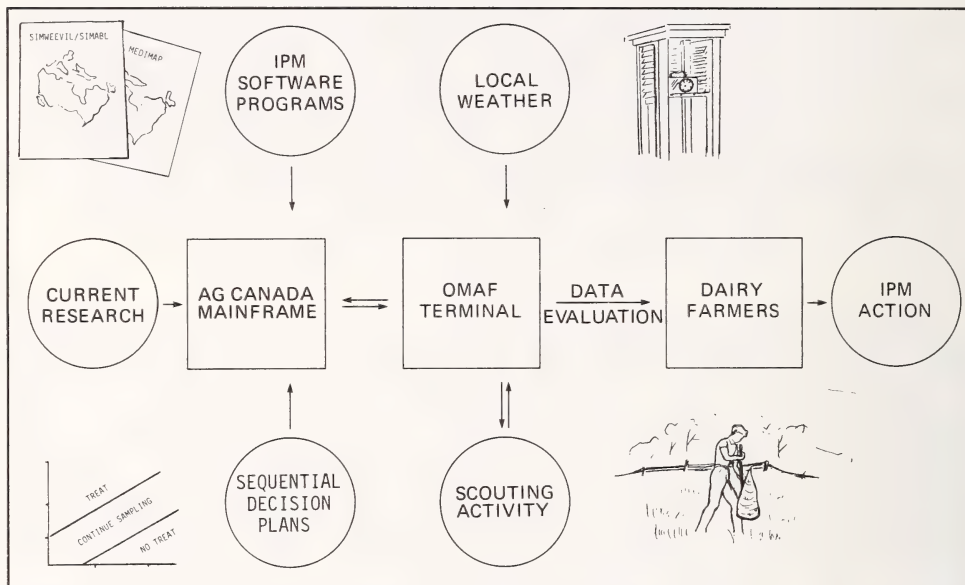 SIMWEEVIL/SIMABL
MEDIMAP
IPM
SOFTWARE
PROGRAMS
LOCAL
WEATHER
CURRENT
RESEARCH
AG CANADA
MAINFRAME
OMAF
TERMINAL
DATA
EVALUATION
DAIRY
FARMERS
IPM
ACTION
TREAT
CONTINUE SAMPLING
NO TREAT
SEQUENTIAL
DECISION
PLANS
SCOUTING
ACTIVITY